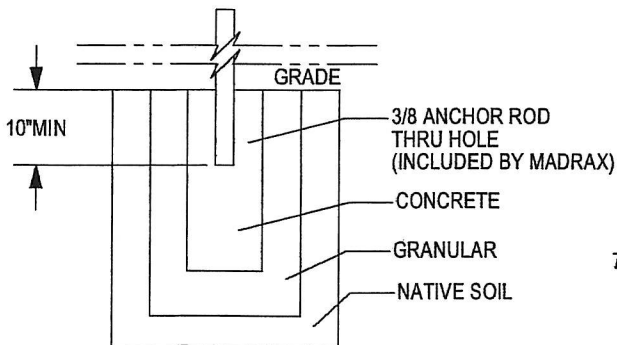 GRADE
10"MIN
3/8 ANCHOR ROD
THRU HOLE
(INCLUDED BY MADRAX)
CONCRETE
GRANULAR
NATIVE SOIL